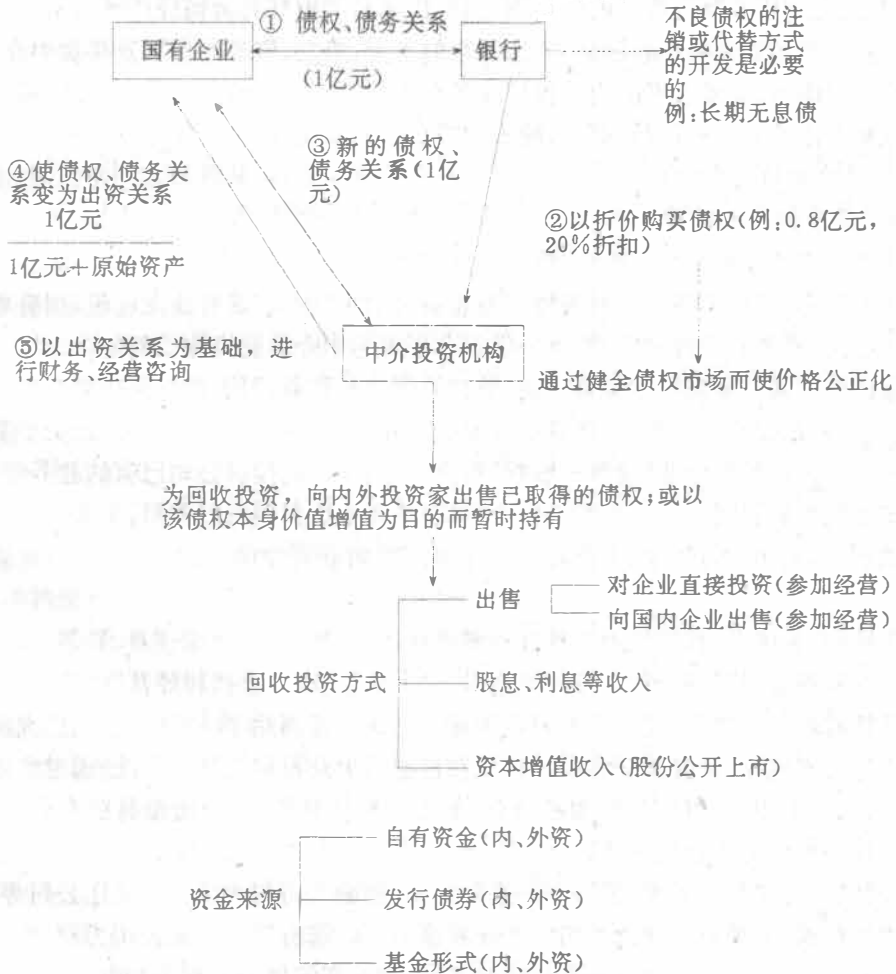 ① 债权、债务关系
国有企业
(1亿元)
银行
不良债权的注
销或代替方式
的开发是必要
的
例:长期无息债
③新的债权、
债务关系(1亿
元)
④使债权、债务关
系变为出资关系
1亿元
1亿元+原始资产
②以折价购买债权(例:0.8亿元,
20%折扣)
⑤以出资关系为基础,进
行财务、经营咨询
中介投资机构
通过健全债权市场而使价格公正化
为回收投资,向内外投资家出售已取得的债权;或以
该债权本身价值增值为目的而暂时持有
出售
对企业直接投资(参加经营)
向国内企业出售(参加经营)
回收投资方式
股息、利息等收入
资本增值收入(股份公开上市)
自有资金(内、外资)
资金来源
发行债券(内、外资)
基金形式(内、外资)